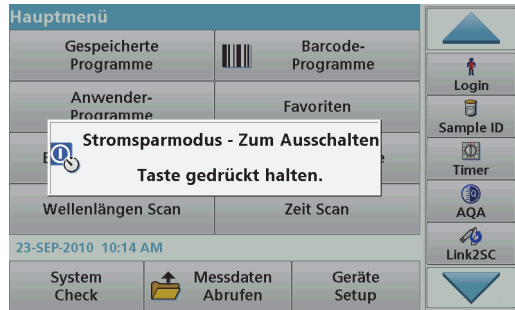 Hauptmenü
Gespeicherte
Programme
Barcode-
Programme
Anwender-
Programme
Favoriten
Stromsparmodus - Zum Ausschalten
Taste gedrückt halten.
Wellenlängen Scan
Zeit Scan
23-SEP-2010 10:14 AM
System
Check
Messdaten
Abrufen
Geräte
Setup
Login
Sample ID
Timer
AQA
Link2SC